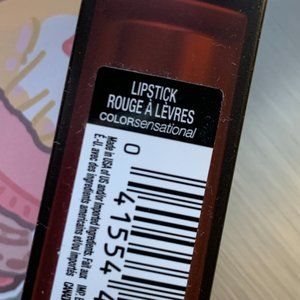 LIPSTICK
ROUGE À LÈVRES
COLORsensational
Made in USA of US and/or imported ingredients. Fait aux
É.-U. avec des ingrédients américains et/ou importés
0
41554